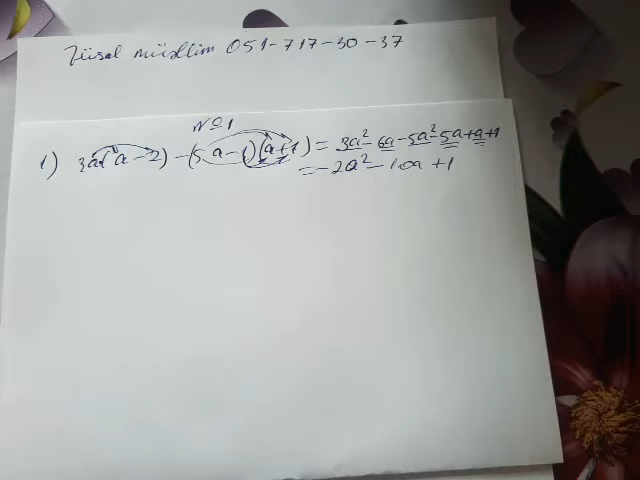 Züsal müəllim 051-717-30-37
№1
1) 3a(a-2)-(5a-1)(a+1)=3a²-6a-5a²-5a+a+1
=-2a²-10a+1